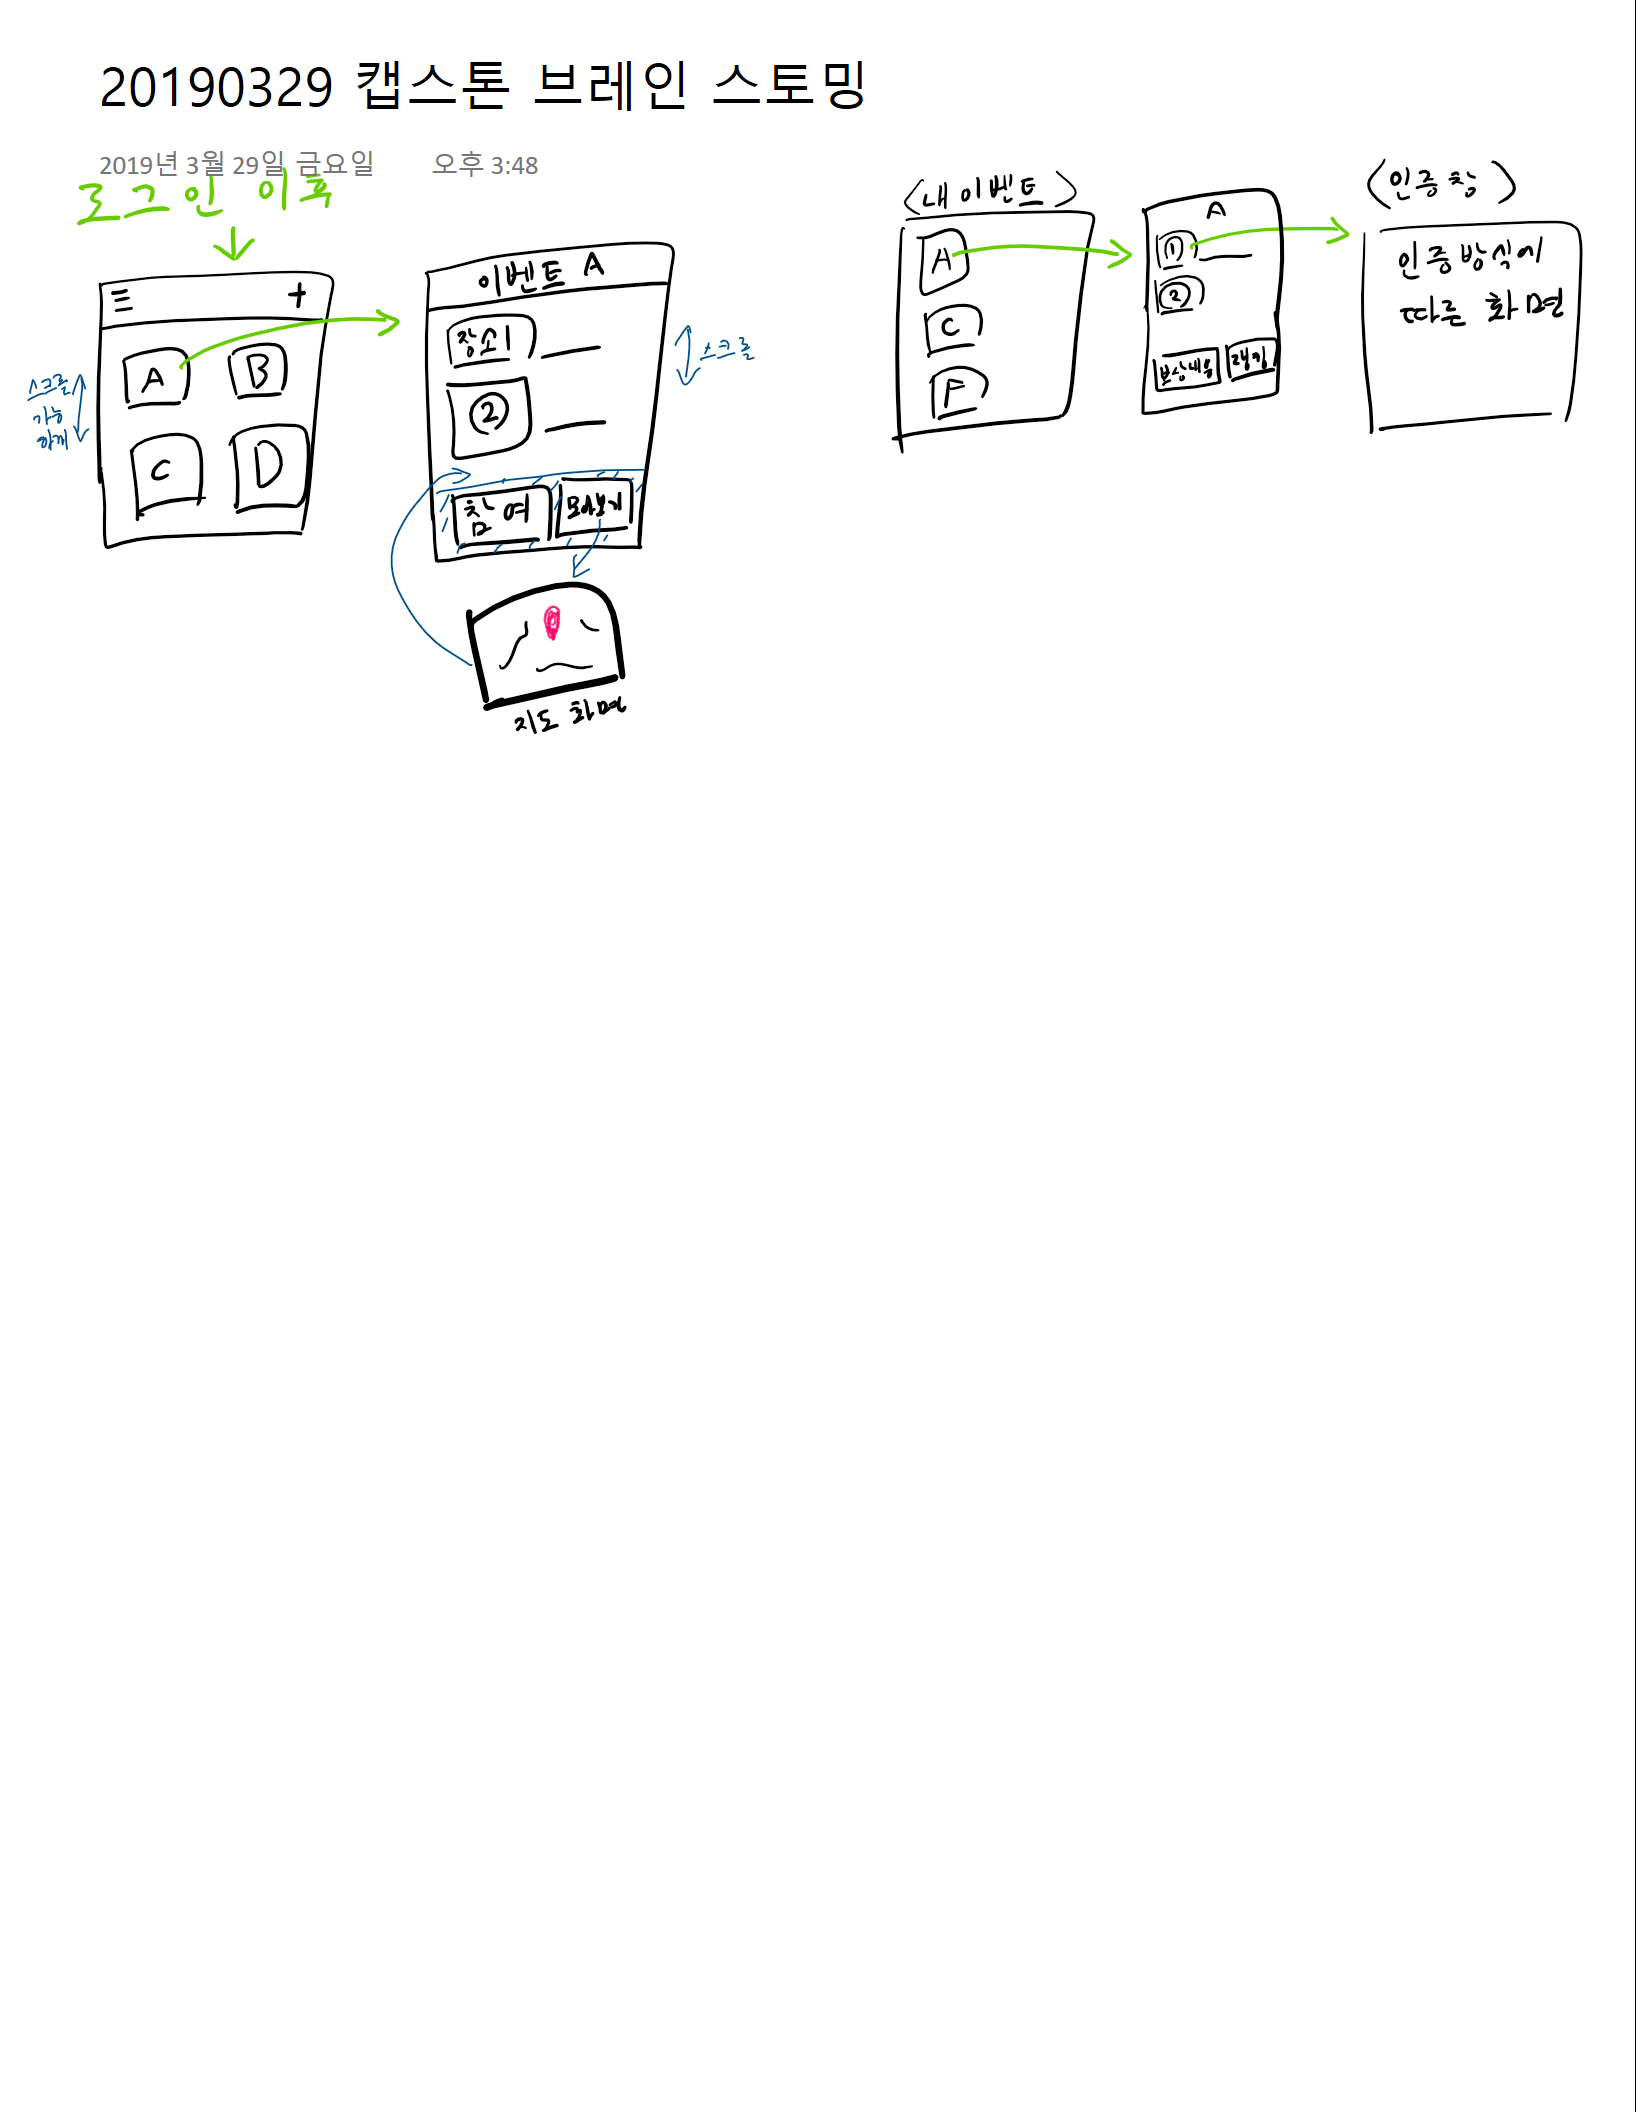 20190329 캡스톤 브레인 스토밍
2019년 3월 29일 금요일 오후 3:48
로그인 이후
+
A B
C D
스크롤
가능
하게
이벤트 A
장소1
②
참여 모아보기
스크롤
지도 화면
<내 이벤트>
A
C
F
A
①
②
보상내용 랭킹
<인증창>
인증방식에
따른 화면